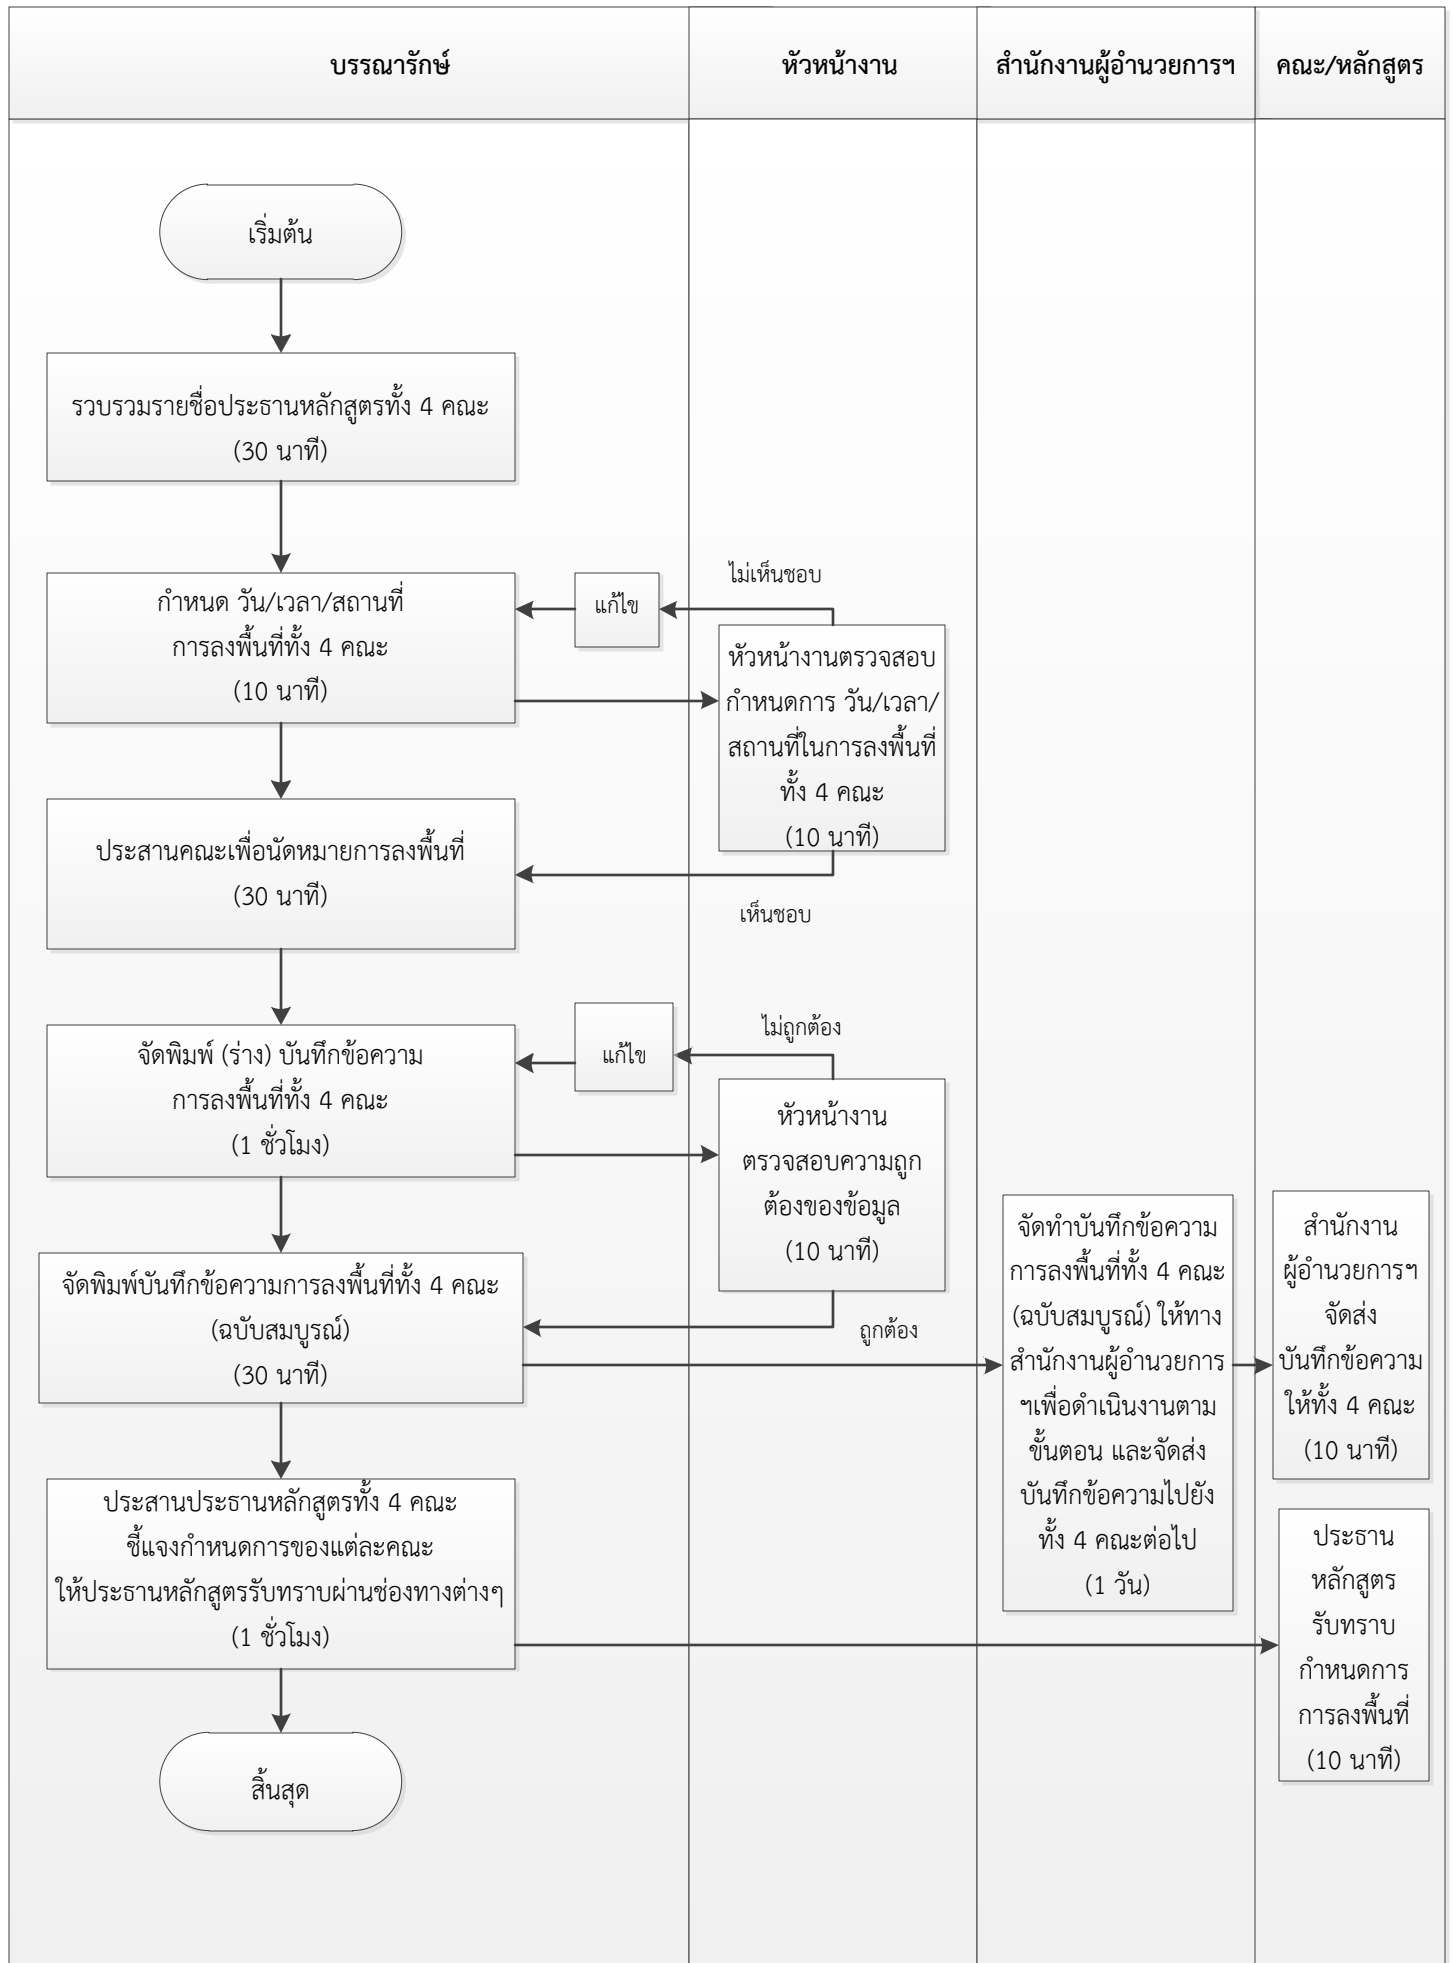 บรรณารักษ์
หัวหน้างาน
สำนักงานผู้อำนวยการฯ
คณะ/หลักสูตร
เริ่มต้น
รวบรวมรายชื่อประธานหลักสูตรทั้ง 4 คณะ
(30 นาที)
กำหนด วัน/เวลา/สถานที่
การลงพื้นที่ทั้ง 4 คณะ
(10 นาที)
แก้ไข
ไม่เห็นชอบ
หัวหน้างานตรวจสอบ
กำหนดการ วัน/เวลา/
สถานที่ในการลงพื้นที่
ทั้ง 4 คณะ
(10 นาที)
ประสานคณะเพื่อนัดหมายการลงพื้นที่
(30 นาที)
เห็นชอบ
จัดพิมพ์ (ร่าง) บันทึกข้อความ
การลงพื้นที่ทั้ง 4 คณะ
(1 ชั่วโมง)
แก้ไข
ไม่ถูกต้อง
หัวหน้างาน
ตรวจสอบความถูก
ต้องของข้อมูล
(10 นาที)
จัดพิมพ์บันทึกข้อความการลงพื้นที่ทั้ง 4 คณะ
(ฉบับสมบูรณ์)
(30 นาที)
ถูกต้อง
จัดทำบันทึกข้อความ
การลงพื้นที่ทั้ง 4 คณะ
(ฉบับสมบูรณ์) ให้ทาง
สำนักงานผู้อำนวยการ
ฯเพื่อดำเนินงานตาม
ขั้นตอน และจัดส่ง
บันทึกข้อความไปยัง
ทั้ง 4 คณะต่อไป
(1 วัน)
สำนักงาน
ผู้อำนวยการฯ
จัดส่ง
บันทึกข้อความ
ให้ทั้ง 4 คณะ
(10 นาที)
ประสานประธานหลักสูตรทั้ง 4 คณะ
ชี้แจงกำหนดการของแต่ละคณะ
ให้ประธานหลักสูตรรับทราบผ่านช่องทางต่างๆ
(1 ชั่วโมง)
ประธาน
หลักสูตร
รับทราบ
กำหนดการ
การลงพื้นที่
(10 นาที)
สิ้นสุด